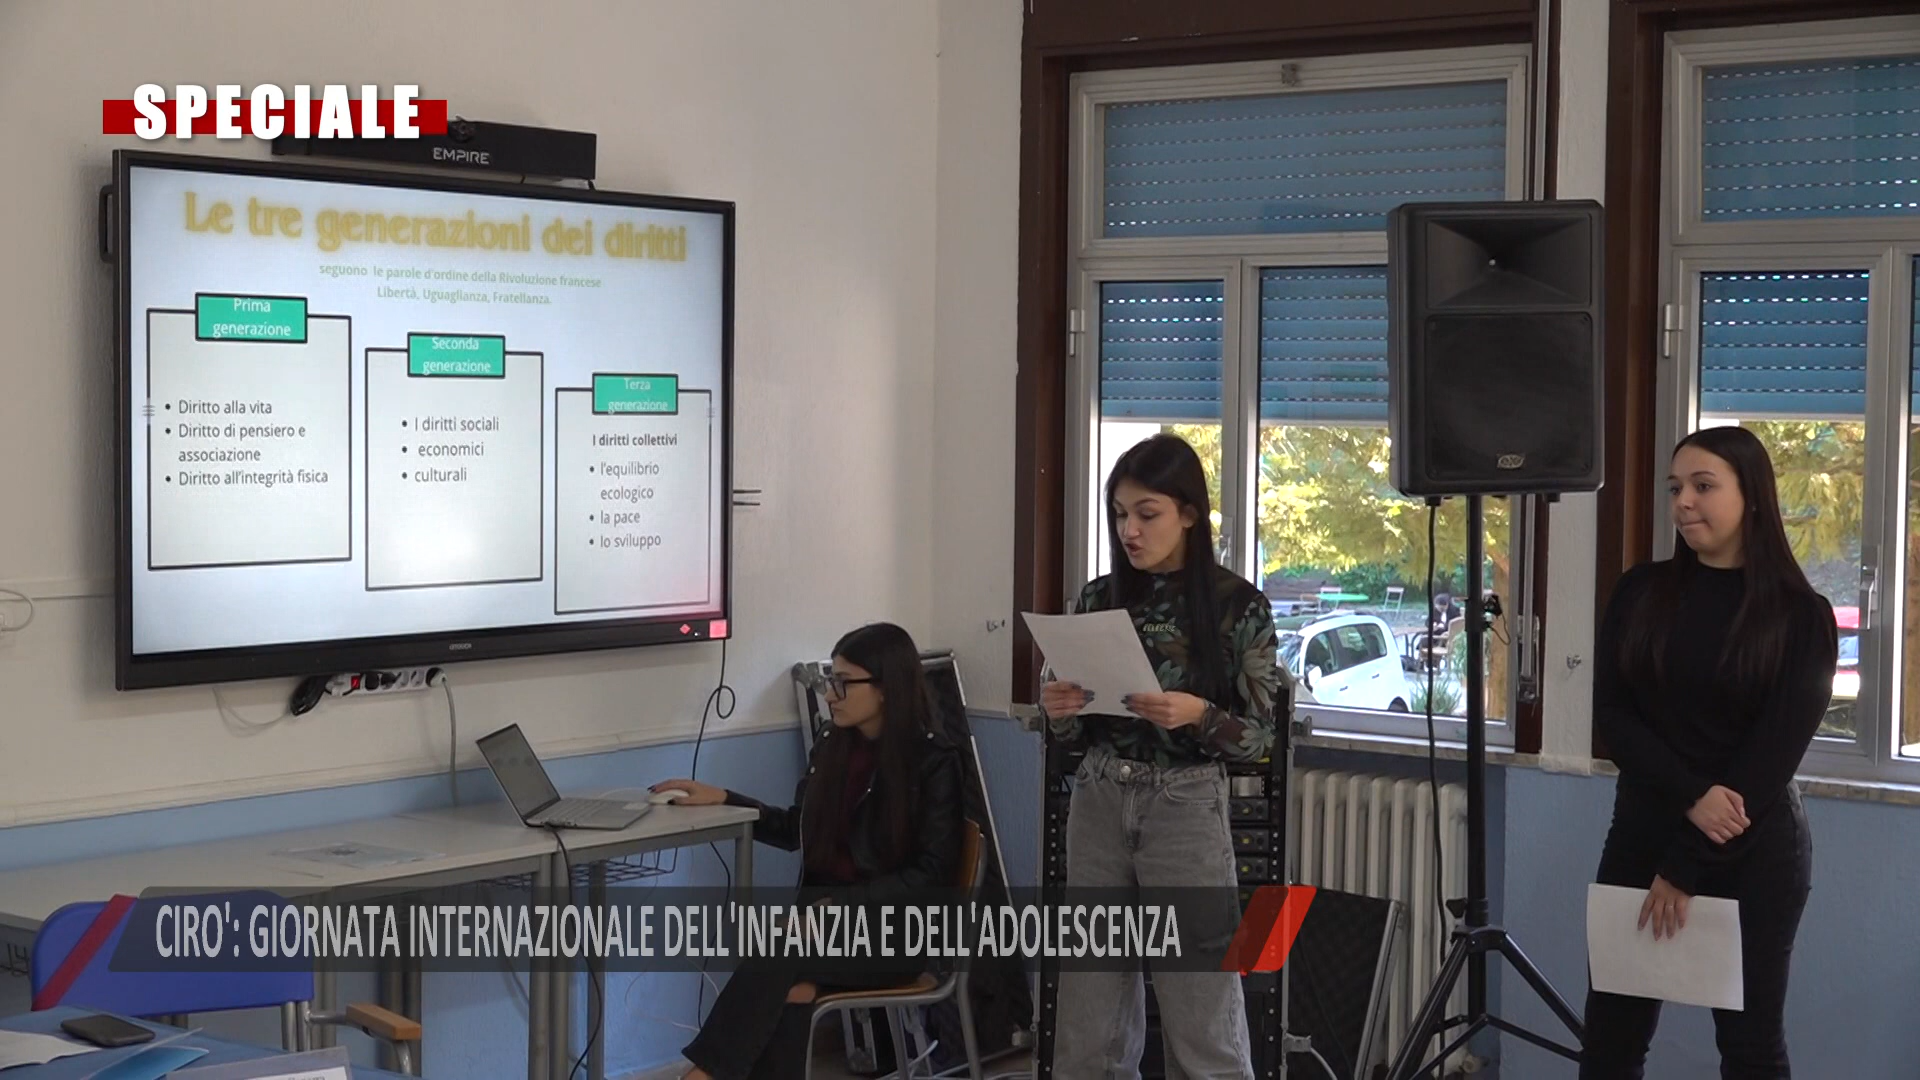 SPECIALE
EMPIRE
Le tre generazioni dei diritti
seguono le parole d'ordine della Rivoluzione francese
Libertà, Uguaglianza, Fratellanza.
Prima
generazione
• Diritto alla vita
• Diritto di pensiero e
associazione
• Diritto all'integrità fisica
Seconda
generazione
• I diritti sociali
• economici
• culturali
Terza
generazione
I diritti collettivi
• l'equilibrio
ecologico
• la pace
• lo sviluppo
CIRO': GIORNATA INTERNAZIONALE DELL'INFANZIA E DELL'ADOLESCENZA